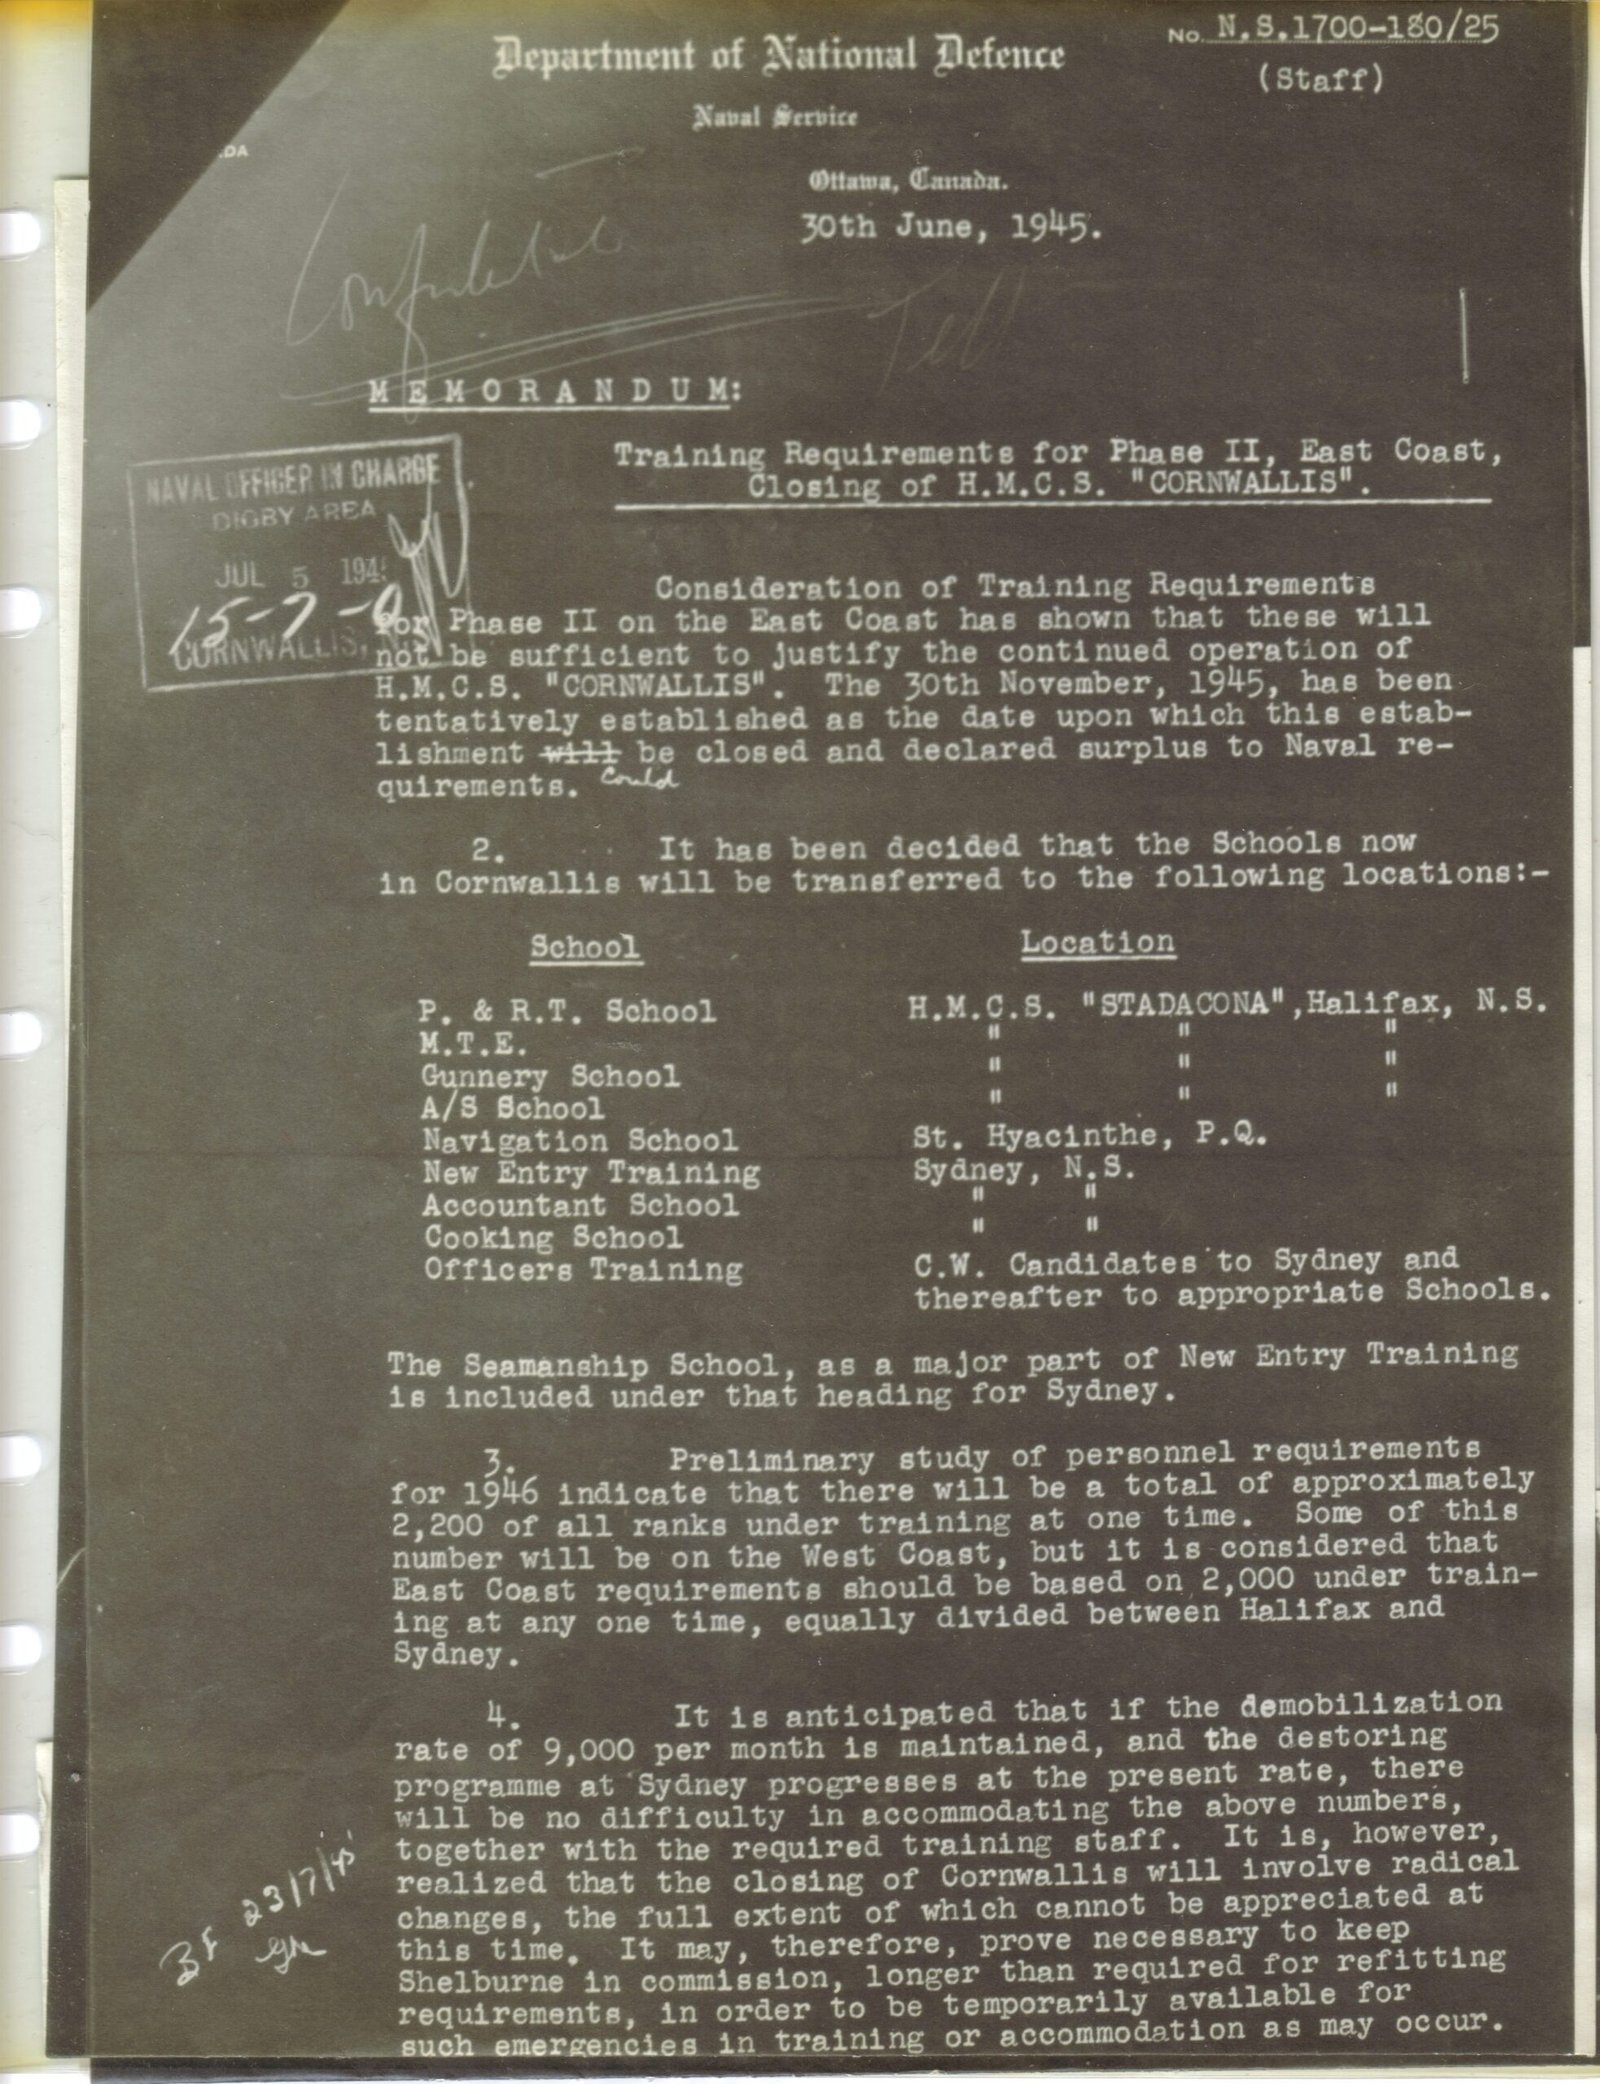 No. N.S.1700-180/25
(Staff)
Department of National Defence
Naval Service
.DA
Ottawa, Canada.
30th June, 1945.
Confidential
M E M O R A N D U M:
NAVAL OFFICER IN CHARGE
DIGBY AREA
JUL 5 194
15-7-
CORNWALLIS,
Training Requirements for Phase II, East Coast,
Closing of H.M.C.S. "CORNWALLIS".
Consideration of Training Requirements
for Phase II on the East Coast has shown that these will
not be sufficient to justify the continued operation of
H.M.C.S. "CORNWALLIS". The 30th November, 1945, has been
tentatively established as the date upon which this estab-
lishment will be closed and declared surplus to Naval re-
quirements. could
2. It has been decided that the Schools now
in Cornwallis will be transferred to the following locations:-
School Location
P. & R.T. School H.M.C.S. "STADACONA",Halifax, N.S.
M.T.E. " " "
Gunnery School " " "
A/S School " " "
Navigation School St. Hyacinthe, P.Q.
New Entry Training Sydney, N.S.
Accountant School " "
Cooking School " "
Officers Training C.W. Candidates to Sydney and
thereafter to appropriate Schools.
The Seamanship School, as a major part of New Entry Training
is included under that heading for Sydney.
3. Preliminary study of personnel requirements
for 1946 indicate that there will be a total of approximately
2,200 of all ranks under training at one time. Some of this
number will be on the West Coast, but it is considered that
East Coast requirements should be based on 2,000 under train-
ing at any one time, equally divided between Halifax and
Sydney.
4. It is anticipated that if the demobilization
rate of 9,000 per month is maintained, and the destoring
programme at Sydney progresses at the present rate, there
will be no difficulty in accommodating the above numbers,
together with the required training staff. It is, however,
realized that the closing of Cornwallis will involve radical
changes, the full extent of which cannot be appreciated at
this time. It may, therefore, prove necessary to keep
Shelburne in commission, longer than required for refitting
requirements, in order to be temporarily available for
such emergencies in training or accommodation as may occur.
BF 23/7/45